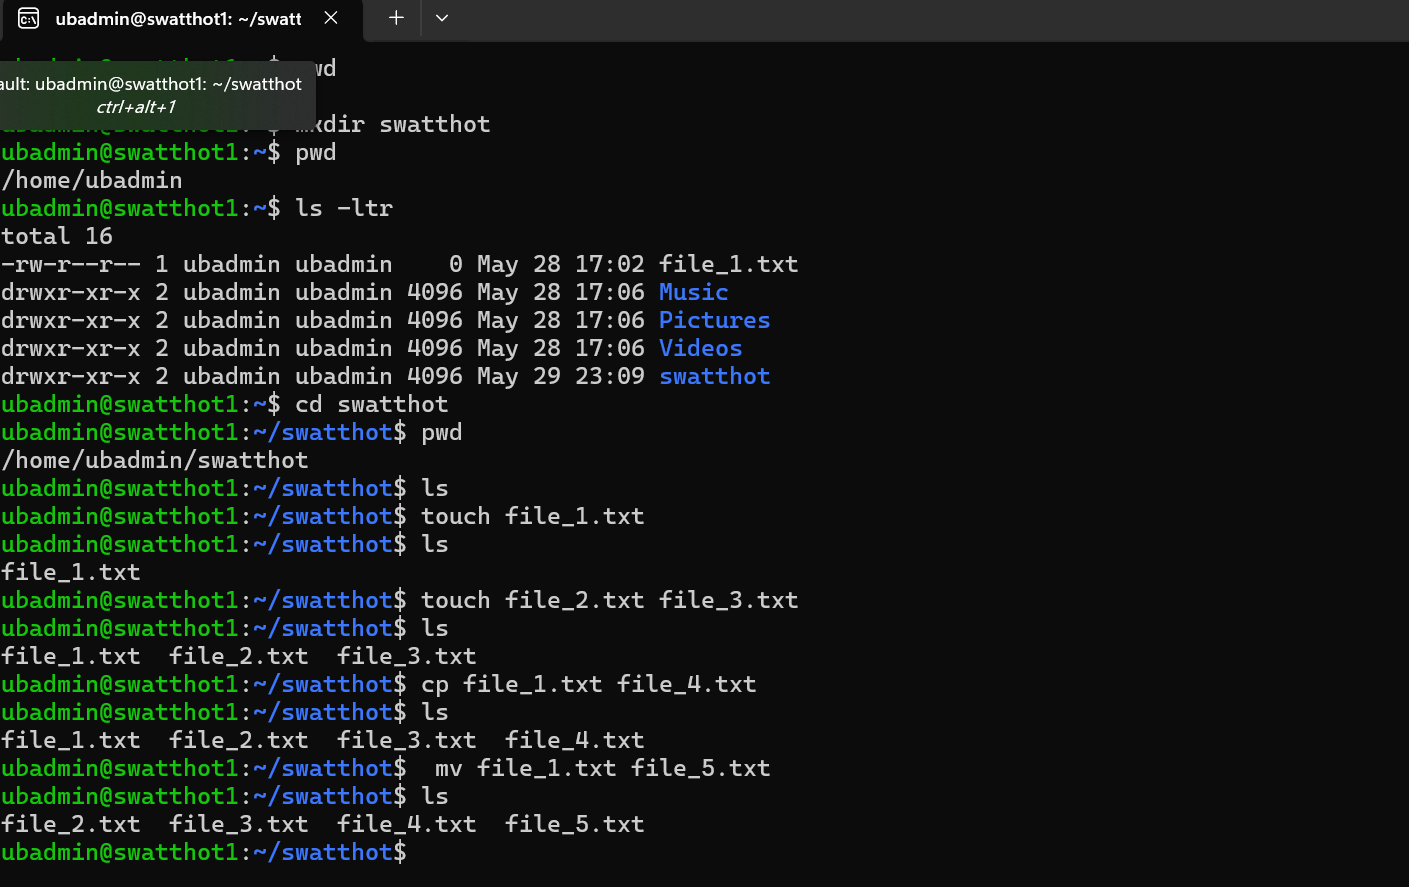 ubadmin@swatthot1: ~/swatt
ault: ubadmin@swatthot1: ~/swatthot
ctrl+alt+1
mkdir swatthot
ubadmin@swatthot1:~$ pwd
/home/ubadmin
ubadmin@swatthot1:~$ ls -ltr
total 16
-rw-r--r-- 1 ubadmin ubadmin    0 May 28 17:02 file_1.txt
drwxr-xr-x 2 ubadmin ubadmin 4096 May 28 17:06 Music
drwxr-xr-x 2 ubadmin ubadmin 4096 May 28 17:06 Pictures
drwxr-xr-x 2 ubadmin ubadmin 4096 May 28 17:06 Videos
drwxr-xr-x 2 ubadmin ubadmin 4096 May 29 23:09 swatthot
ubadmin@swatthot1:~$ cd swatthot
ubadmin@swatthot1:~/swatthot$ pwd
/home/ubadmin/swatthot
ubadmin@swatthot1:~/swatthot$ ls
ubadmin@swatthot1:~/swatthot$ touch file_1.txt
ubadmin@swatthot1:~/swatthot$ ls
file_1.txt
ubadmin@swatthot1:~/swatthot$ touch file_2.txt file_3.txt
ubadmin@swatthot1:~/swatthot$ ls
file_1.txt  file_2.txt  file_3.txt
ubadmin@swatthot1:~/swatthot$ cp file_1.txt file_4.txt
ubadmin@swatthot1:~/swatthot$ ls
file_1.txt  file_2.txt  file_3.txt  file_4.txt
ubadmin@swatthot1:~/swatthot$  mv file_1.txt file_5.txt
ubadmin@swatthot1:~/swatthot$ ls
file_2.txt  file_3.txt  file_4.txt  file_5.txt
ubadmin@swatthot1:~/swatthot$